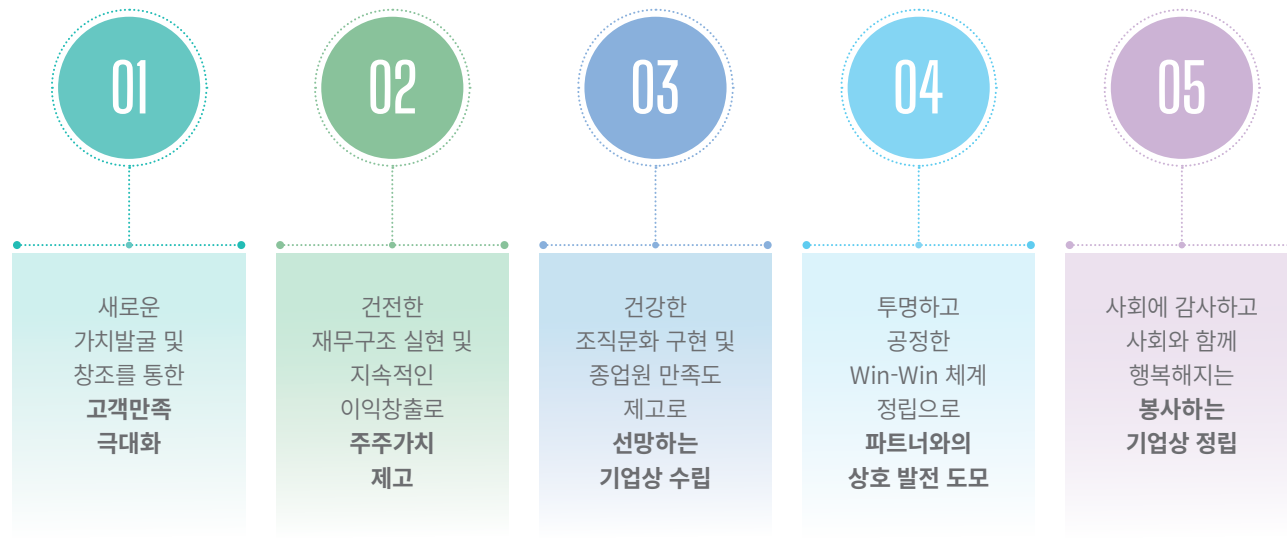 01
새로운
가치발굴 및
창조를 통한
고객만족
극대화
02
건전한
재무구조 실현 및
지속적인
이익창출로
주주가치
제고
03
건강한
조직문화 구현 및
종업원 만족도
제고로
선망하는
기업상 수립
04
투명하고
공정한
Win-Win 체계
정립으로
파트너와의
상호 발전 도모
05
사회에 감사하고
사회와 함께
행복해지는
봉사하는
기업상 정립